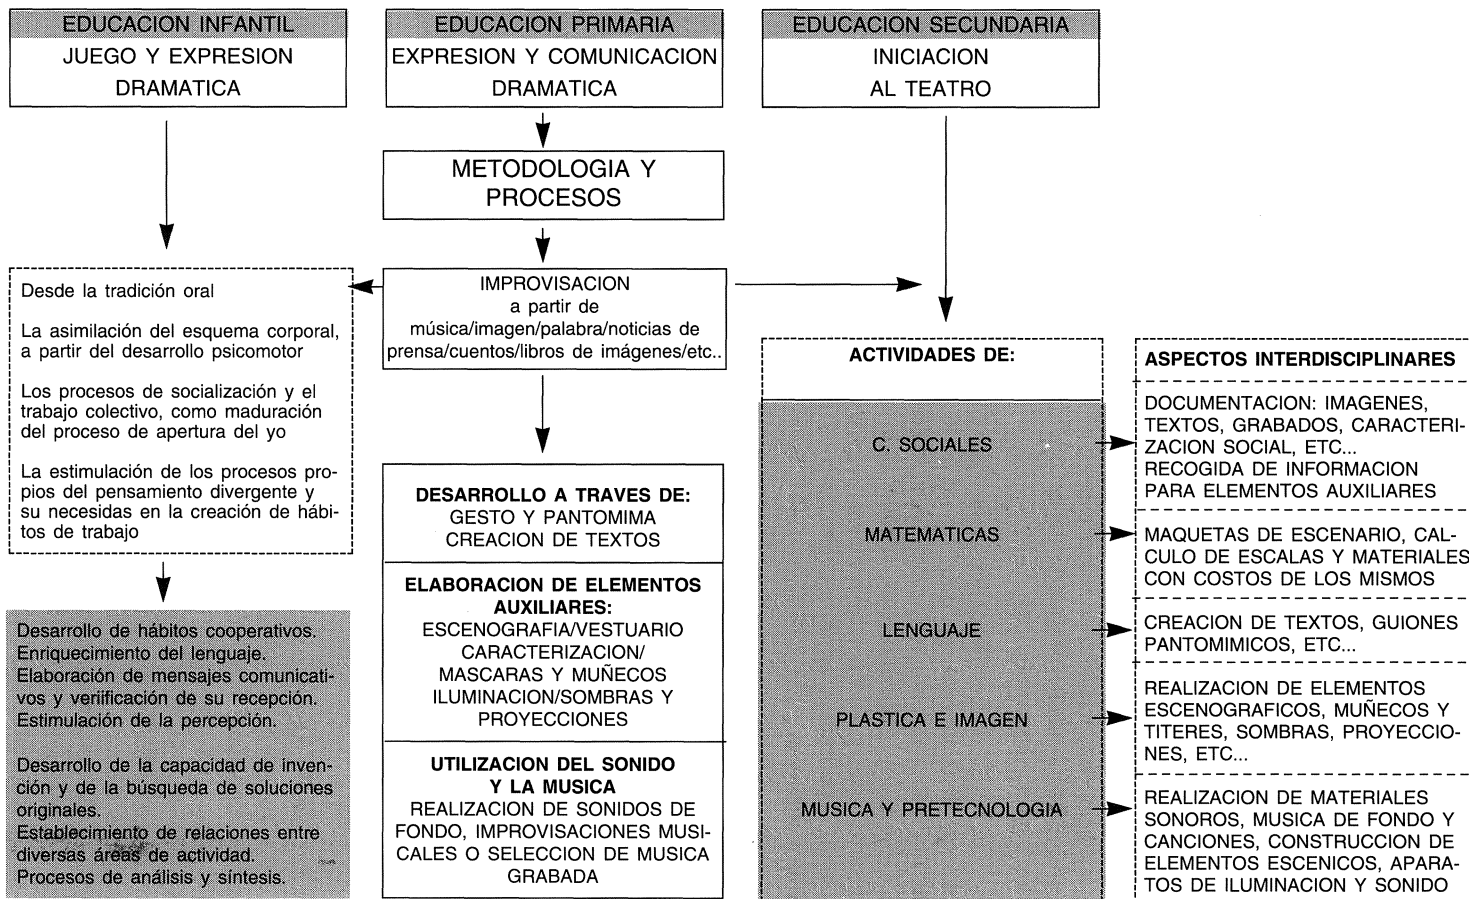 EDUCACION INFANTIL
JUEGO Y EXPRESION
DRAMATICA
EDUCACION PRIMARIA
EXPRESION Y COMUNICACION
DRAMATICA
EDUCACION SECUNDARIA
INICIACION
AL TEATRO
METODOLOGIA Y
PROCESOS
Desde la tradición oral
La asimilación del esquema corporal,
a partir del desarrollo psicomotor
Los procesos de socialización y el
trabajo colectivo, como maduración
del proceso de apertura del yo
La estimulación de los procesos pro-
pios del pensamiento divergente y
su necesidas en la creación de hábi-
tos de trabajo
Desarrollo de hábitos cooperativos.
Enriquecimiento del lenguaje.
Elaboración de mensajes comunicati-
vos y veriificación de su recepción.
Estimulación de la percepción.
Desarrollo de la capacidad de inven-
ción y de la búsqueda de soluciones
originales.
Establecimiento de relaciones entre
diversas áreas de actividad.
Procesos de análisis y síntesis.
IMPROVISACION
a partir de
música/imagen/palabra/noticias de
prensa/cuentos/libros de imágenes/etc..
DESARROLLO A TRAVES DE:
GESTO Y PANTOMIMA
CREACION DE TEXTOS
ELABORACION DE ELEMENTOS
AUXILIARES:
ESCENOGRAFIA/VESTUARIO
CARACTERIZACION/
MASCARAS Y MUÑECOS
ILUMINACION/SOMBRAS Y
PROYECCIONES
UTILIZACION DEL SONIDO
Y LA MUSICA
REALIZACION DE SONIDOS DE
FONDO, IMPROVISACIONES MUSI-
CALES O SELECCION DE MUSICA
GRABADA
ACTIVIDADES DE:
C. SOCIALES
MATEMATICAS
LENGUAJE
PLASTICA E IMAGEN
MUSICA Y PRETECNOLOGIA
ASPECTOS INTERDISCIPLINARES
DOCUMENTACION: IMAGENES,
TEXTOS, GRABADOS, CARACTERI-
ZACION SOCIAL, ETC...
RECOGIDA DE INFORMACION
PARA ELEMENTOS AUXILIARES
MAQUETAS DE ESCENARIO, CAL-
CULO DE ESCALAS Y MATERIALES
CON COSTOS DE LOS MISMOS
CREACION DE TEXTOS, GUIONES
PANTOMIMICOS, ETC...
REALIZACION DE ELEMENTOS
ESCENOGRAFICOS, MUÑECOS Y
TITERES, SOMBRAS, PROYECCIO-
NES, ETC...
REALIZACION DE MATERIALES
SONOROS, MUSICA DE FONDO Y
CANCIONES, CONSTRUCCION DE
ELEMENTOS ESCENICOS, APARA-
TOS DE ILUMINACION Y SONIDO